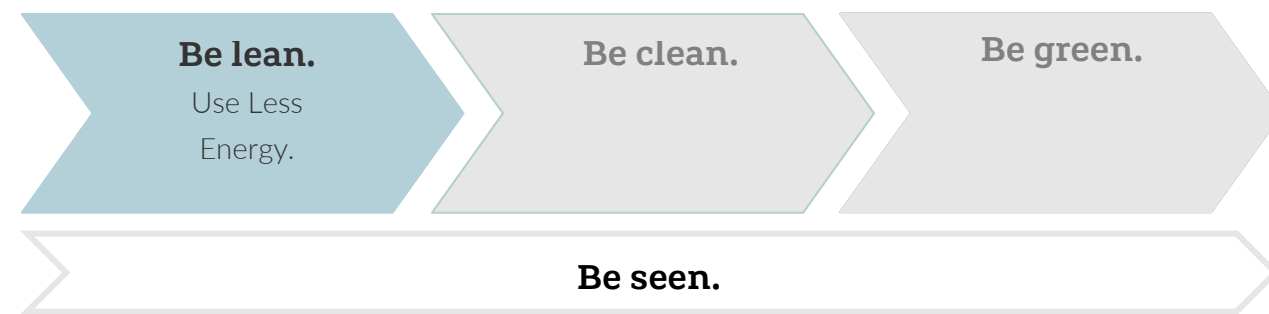 Be lean.
Use Less
Energy.
Be clean.
Be green.
Be seen.